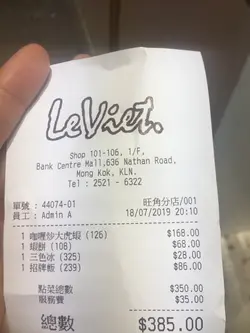 Le Viet.
Shop 101-106, 1/F,
Bank Centre Mall,636 Nathan Road,
Mong Kok, KLN.
Tel : 2521 - 6322
單號 : 44074-01 旺角分店/001
員工 : Admin A 18/07/2019 20:10
1 咖喱炒大虎蝦 (126) $168.00
1 蝦餅 (108) $68.00
1 三色冰 (325) $28.00
1 招牌飯 (239) $86.00
點菜總數 $350.00
服務費 $35.00
總數 $385.00